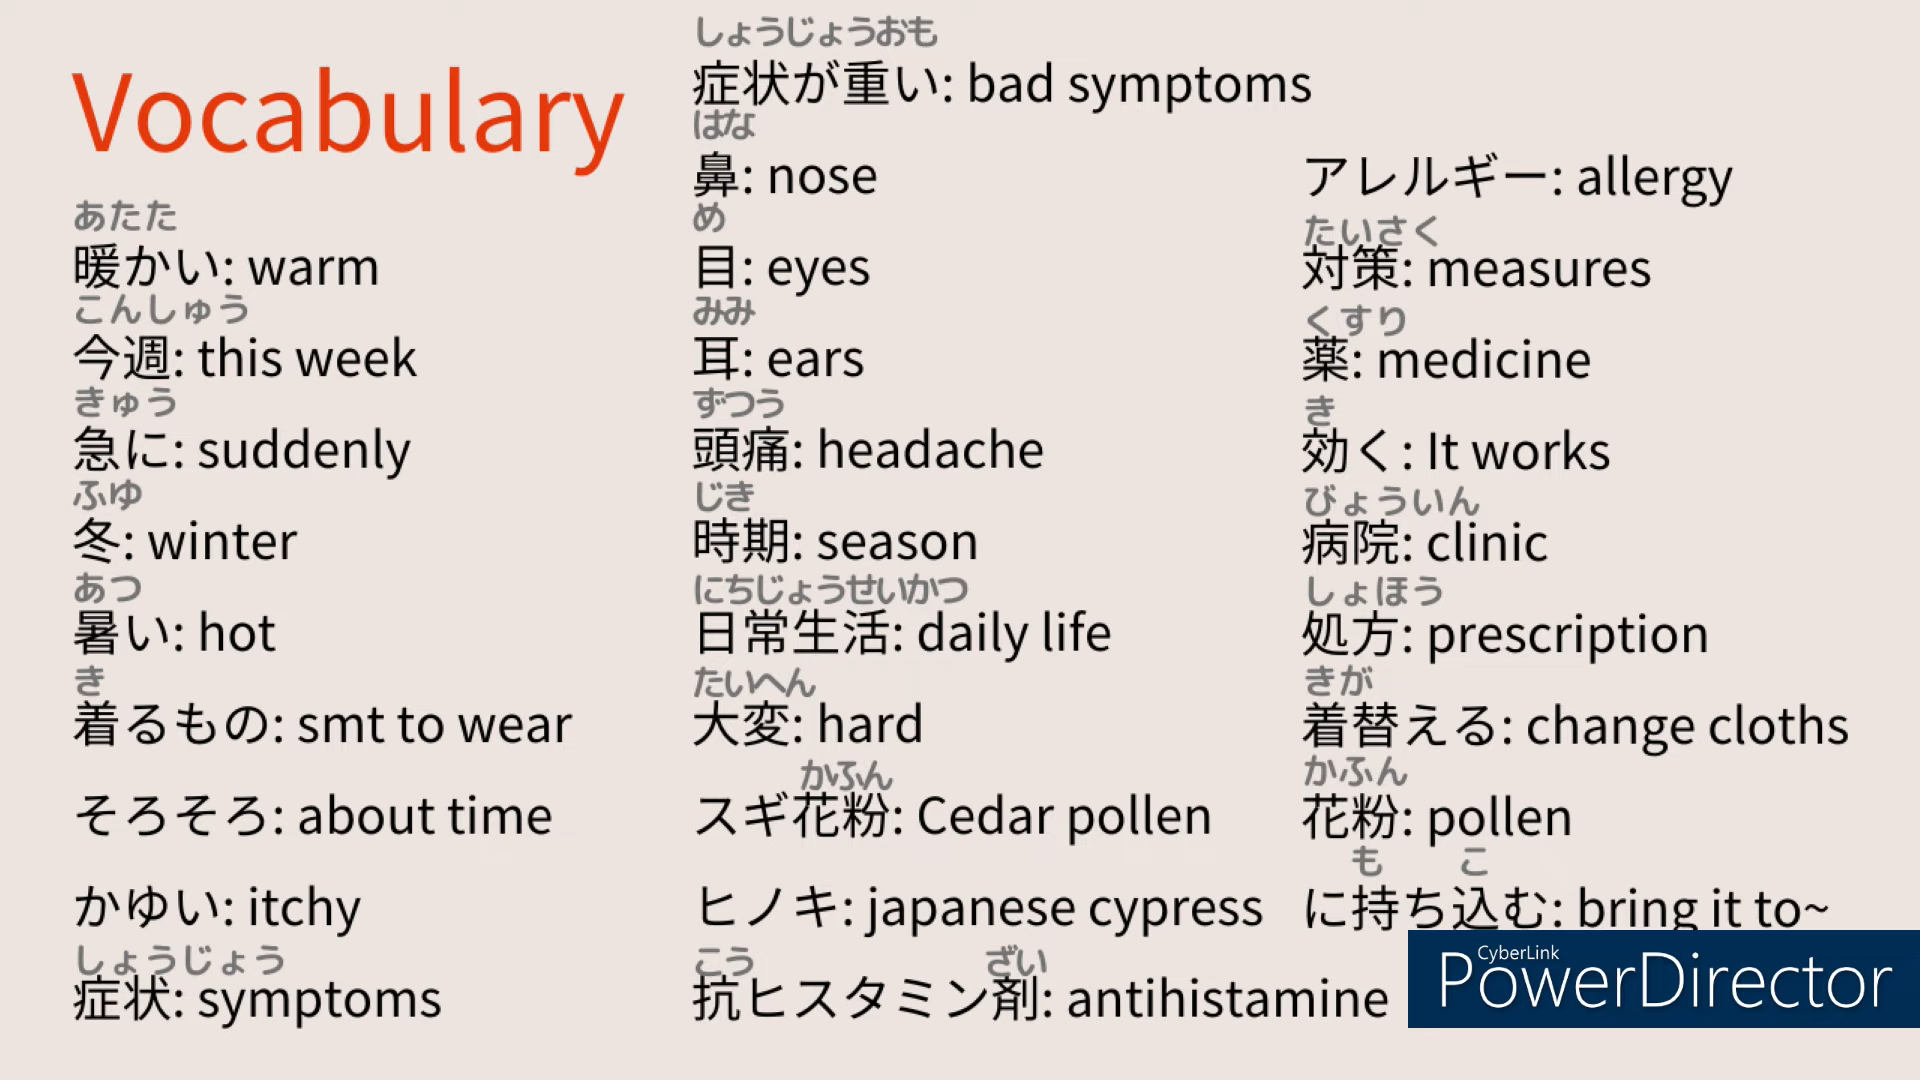 Vocabulary
あたた
暖かい: warm
こんしゅう
今週: this week
きゅう
急に: suddenly
ふゆ
冬: winter
あつ
暑い: hot
き
着るもの: smt to wear
そろそろ: about time
かゆい: itchy
しょうじょう
症状: symptoms
しょうじょうおも
症状が重い: bad symptoms
はな
鼻: nose
め
目: eyes
みみ
耳: ears
ずつう
頭痛: headache
じき
時期: season
にちじょうせいかつ
日常生活: daily life
たいへん
大変: hard
かふん
スギ花粉: Cedar pollen
ヒノキ: japanese cypress
こう ざい
抗ヒスタミン剤: antihistamine
アレルギー: allergy
たいさく
対策: measures
くすり
薬: medicine
き
効く: It works
びょういん
病院: clinic
しょほう
処方: prescription
きが
着替える: change cloths
かふん
花粉: pollen
も こ
に持ち込む: bring it to~
CyberLink
PowerDirector